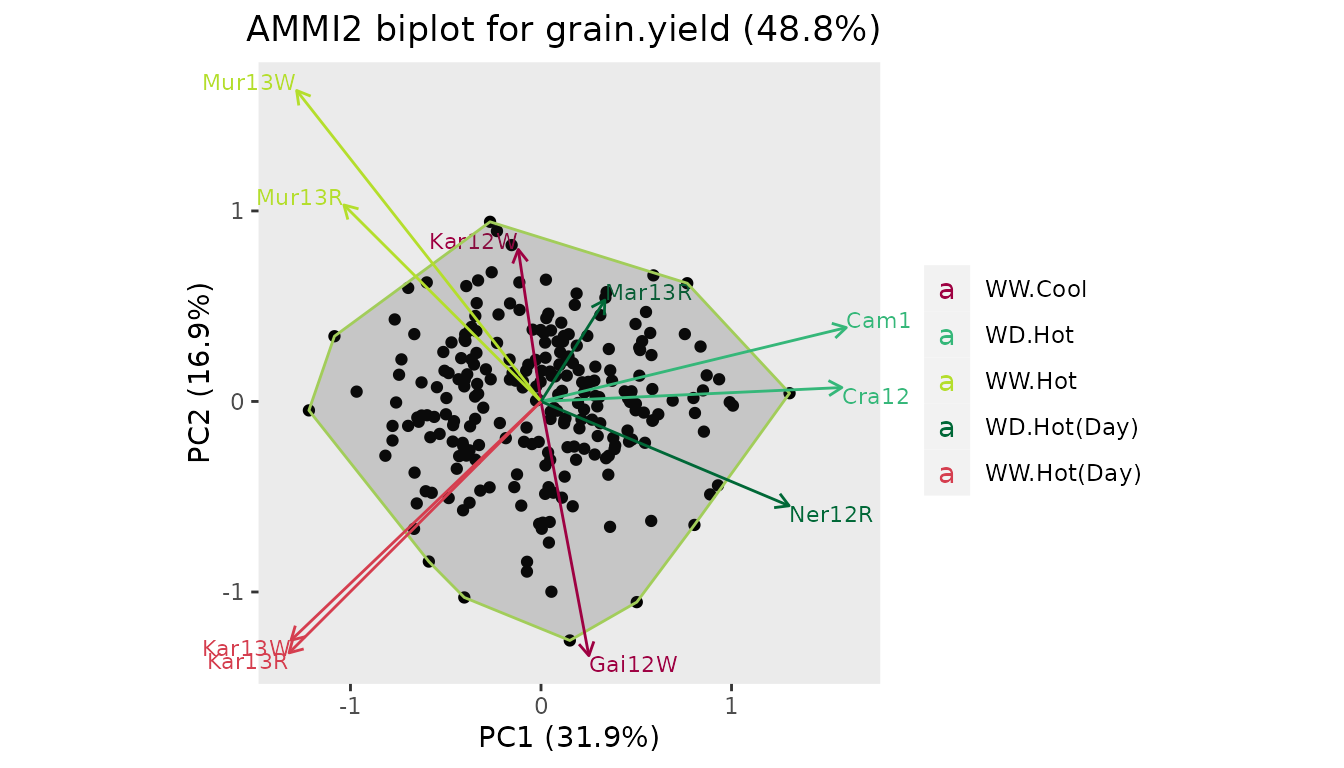 AMMI2 biplot for grain.yield (48.8%)
Mur13W
Mur13R
Kar12W
Mar13R
Cam1
Cra12
Ner12R
Kar13W
Kar13R
Gai12W
1
0
-1
-1
0
1
PC2 (16.9%)
PC1 (31.9%)
a WW.Cool
a WD.Hot
a WW.Hot
a WD.Hot(Day)
a WW.Hot(Day)